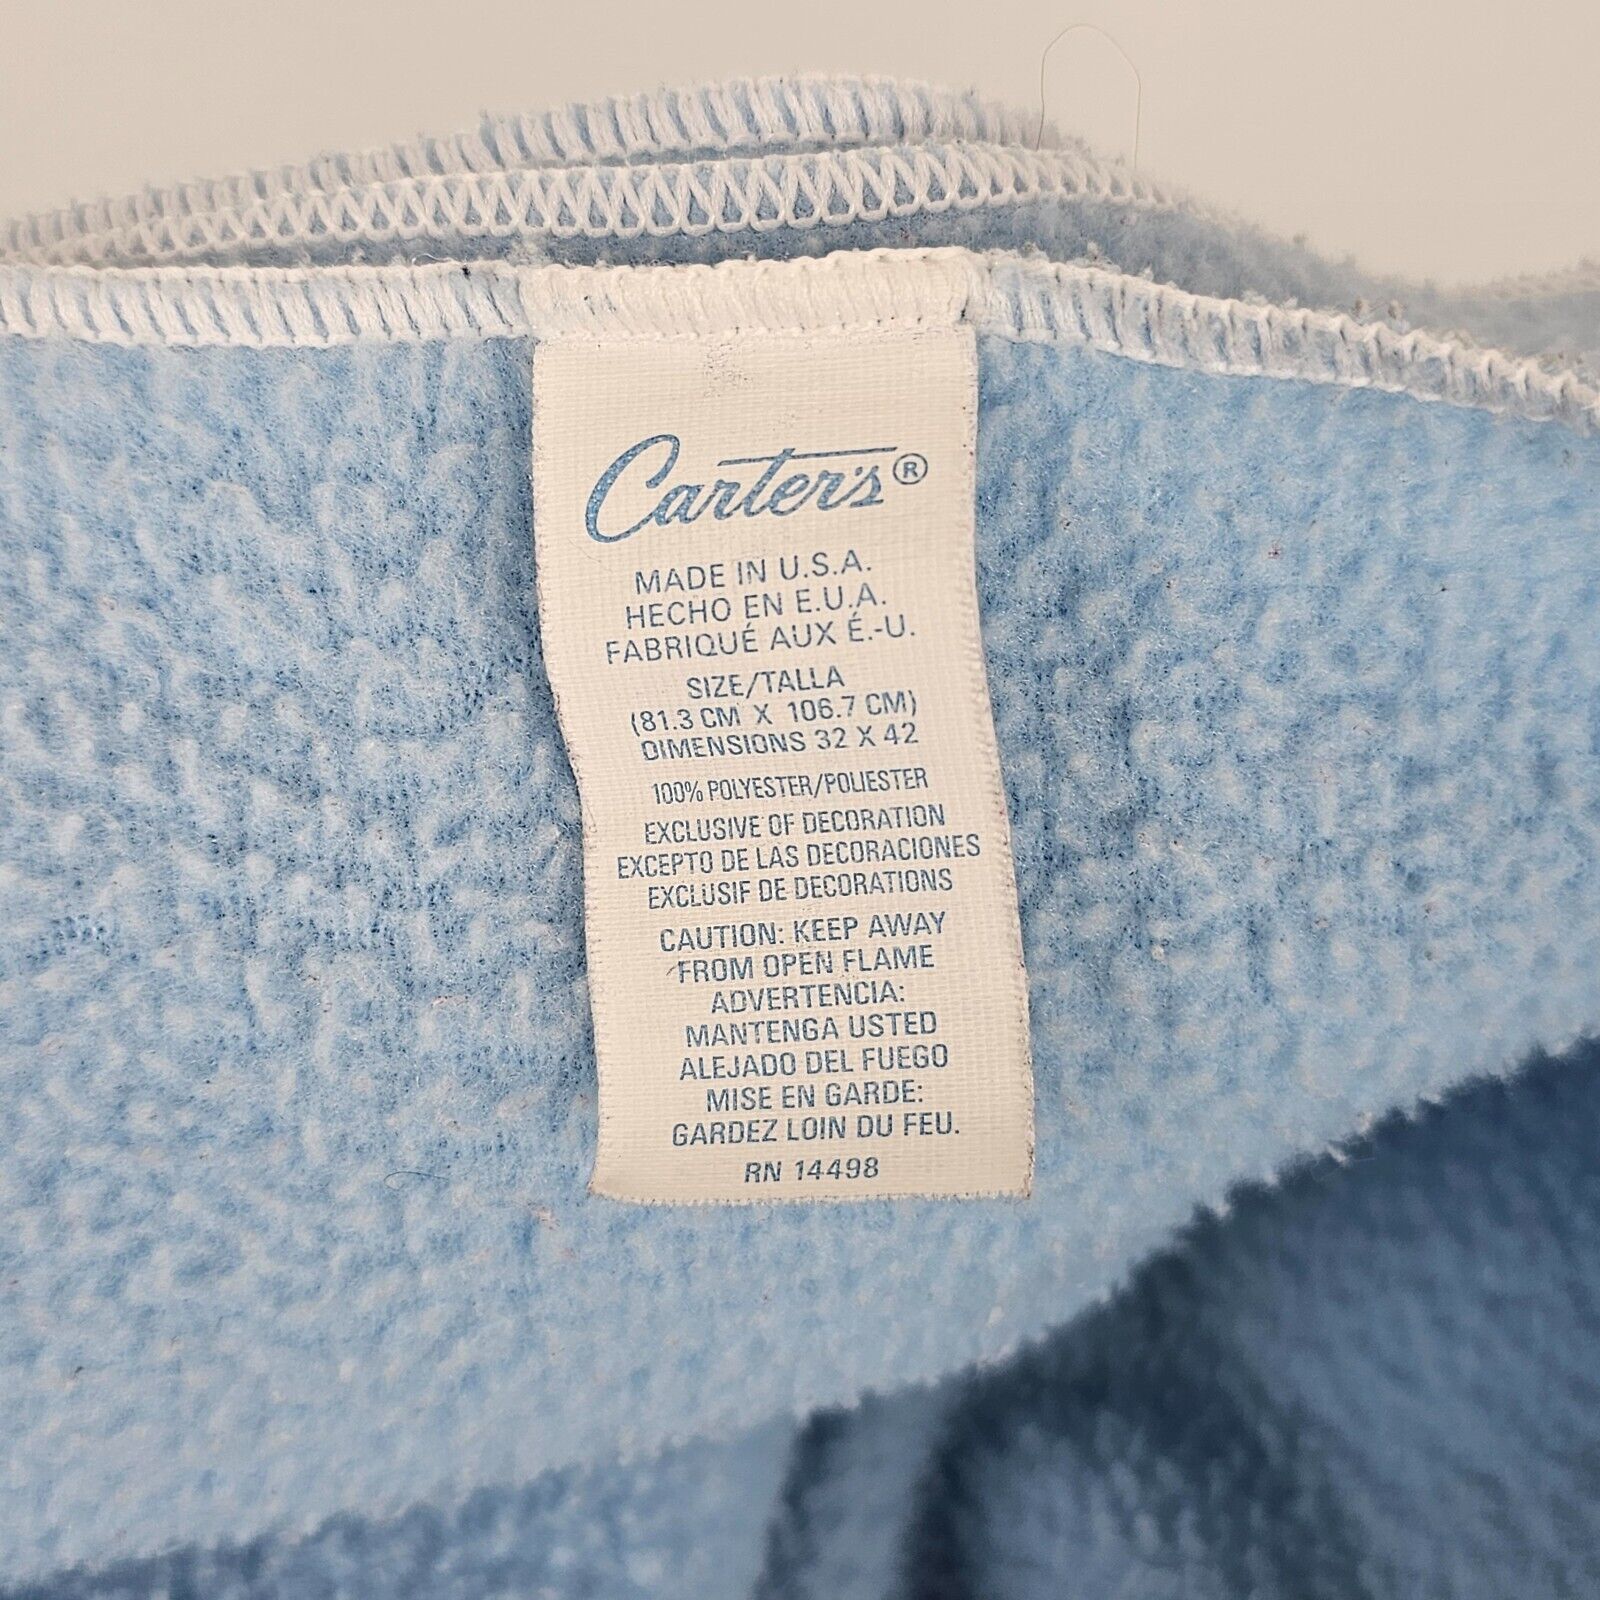 Carter's®
MADE IN U.S.A.
HECHO EN E.U.A.
FABRIQUÉ AUX É.-U.
SIZE/TALLA
(81.3 CM X 106.7 CM)
DIMENSIONS 32 X 42
100% POLYESTER/POLIESTER
EXCLUSIVE OF DECORATION
EXCEPTO DE LAS DECORACIONES
EXCLUSIF DE DECORATIONS
CAUTION: KEEP AWAY
FROM OPEN FLAME
ADVERTENCIA:
MANTENGA USTED
ALEJADO DEL FUEGO
MISE EN GARDE:
GARDEZ LOIN DU FEU.
RN 14498